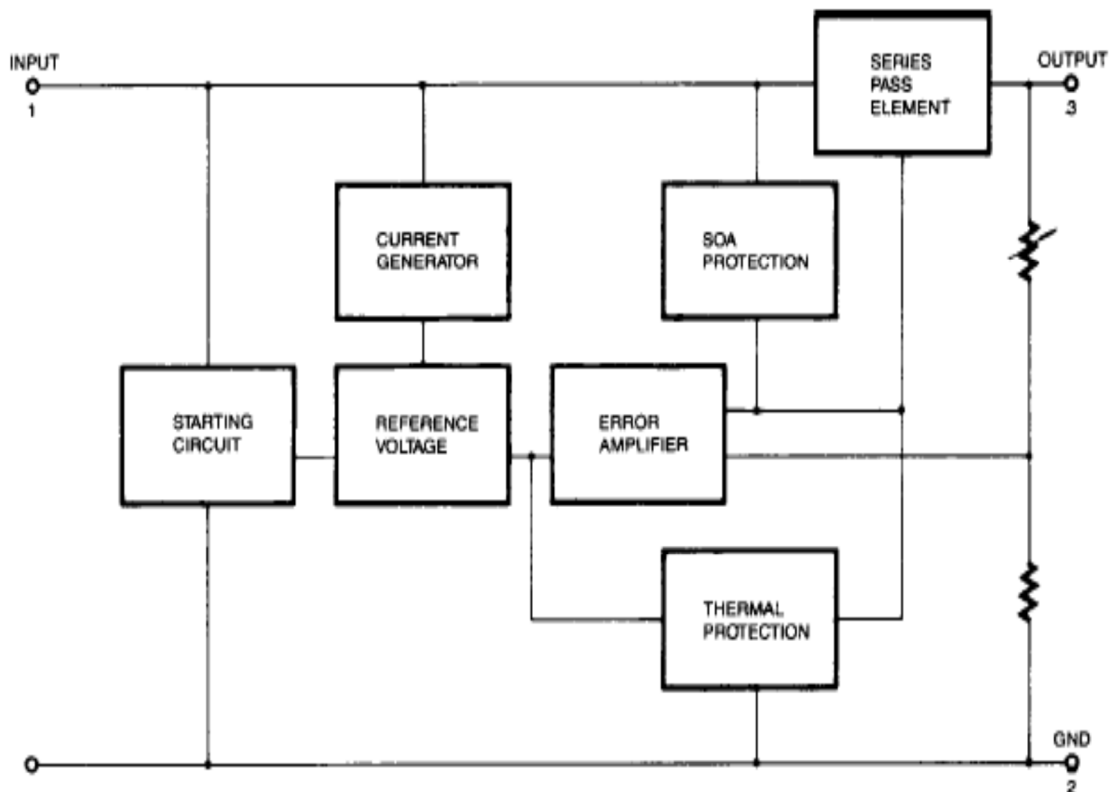 INPUT
1
SERIES
PASS
ELEMENT
OUTPUT
3
CURRENT
GENERATOR
SOA
PROTECTION
STARTING
CIRCUIT
REFERENCE
VOLTAGE
ERROR
AMPLIFIER
THERMAL
PROTECTION
GND
2